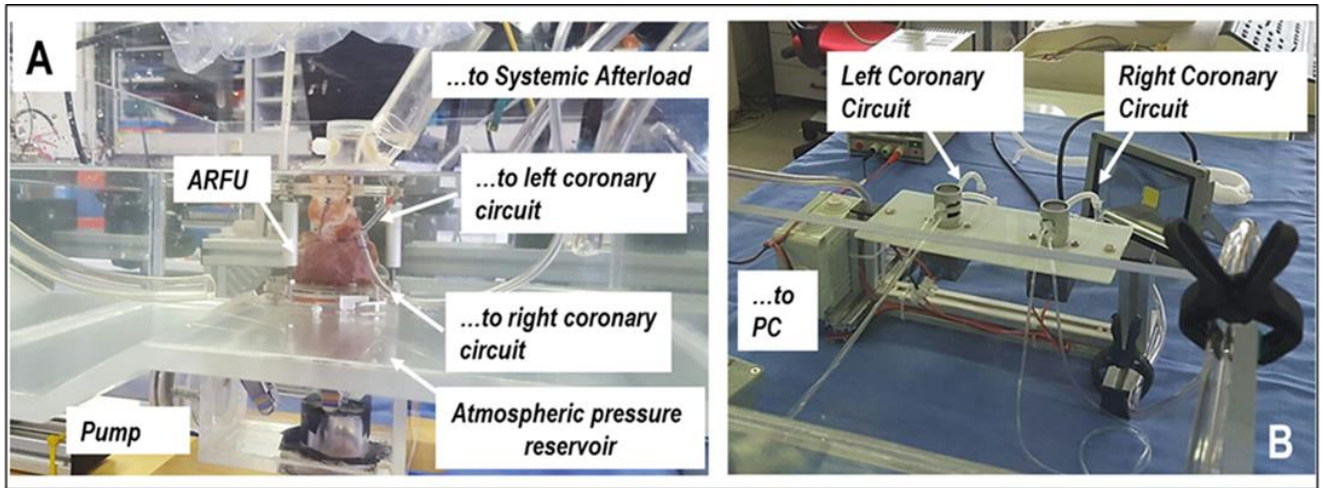 A
...to Systemic Afterload
ARFU
...to left coronary
circuit
...to right coronary
circuit
Pump
Atmospheric pressure
reservoir
Left Coronary
Circuit
Right Coronary
Circuit
...to
PC
B